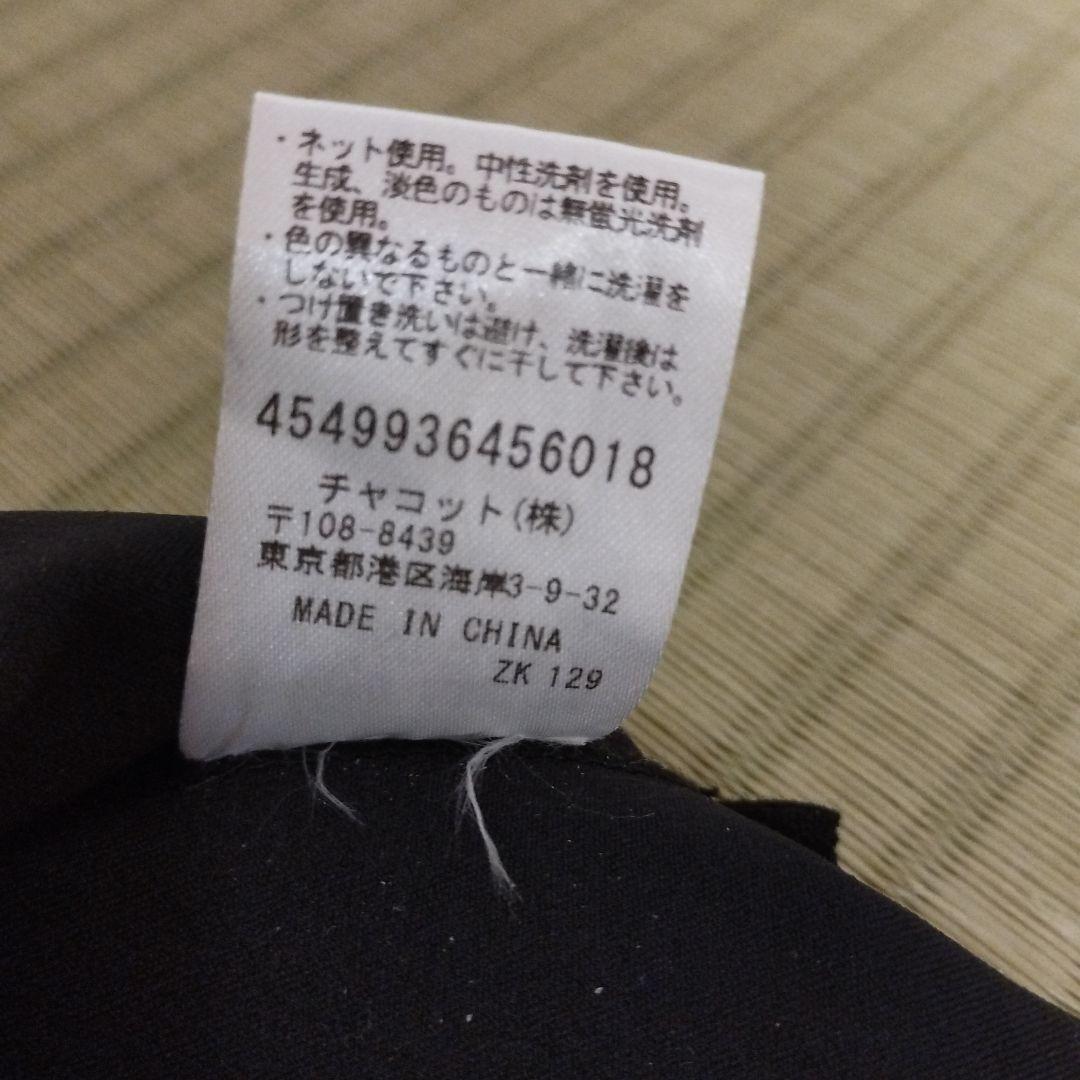 ・ネット使用。中性洗剤を使用。
生成、淡色のものは無蛍光洗剤
を使用。
・色の異なるものと一緒に洗濯を
しないで下さい。
・つけ置き洗いは避け、洗濯後は
形を整えてすぐに干して下さい。
4549936456018
チャコット(株)
〒108-8439
東京都港区海岸3-9-32
MADE IN CHINA
ZK 129